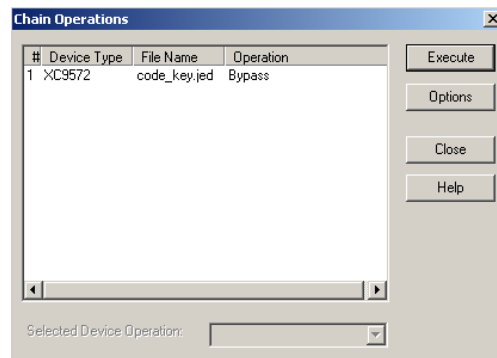 Chain Operations
# Device Type File Name Operation
1 XC9572 code_key.jed Bypass
Execute
Options
Close
Help
Selected Device Operation: